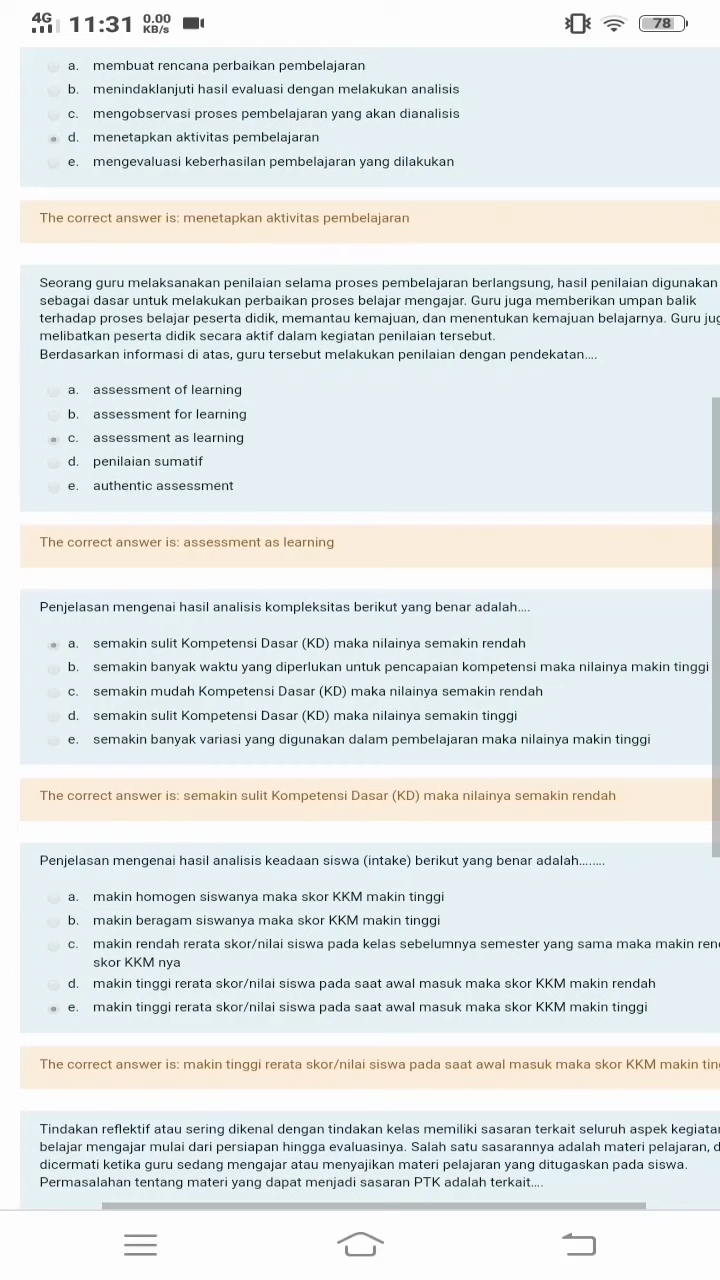 4G 11:31 0.00 KB/s 78
a. membuat rencana perbaikan pembelajaran
b. menindaklanjuti hasil evaluasi dengan melakukan analisis
c. mengobservasi proses pembelajaran yang akan dianalisis
d. menetapkan aktivitas pembelajaran
e. mengevaluasi keberhasilan pembelajaran yang dilakukan
The correct answer is: menetapkan aktivitas pembelajaran
Seorang guru melaksanakan penilaian selama proses pembelajaran berlangsung, hasil penilaian digunakan
sebagai dasar untuk melakukan perbaikan proses belajar mengajar. Guru juga memberikan umpan balik
terhadap proses belajar peserta didik, memantau kemajuan, dan menentukan kemajuan belajarnya. Guru jug
melibatkan peserta didik secara aktif dalam kegiatan penilaian tersebut.
Berdasarkan informasi di atas, guru tersebut melakukan penilaian dengan pendekatan....
a. assessment of learning
b. assessment for learning
c. assessment as learning
d. penilaian sumatif
e. authentic assessment
The correct answer is: assessment as learning
Penjelasan mengenai hasil analisis kompleksitas berikut yang benar adalah....
a. semakin sulit Kompetensi Dasar (KD) maka nilainya semakin rendah
b. semakin banyak waktu yang diperlukan untuk pencapaian kompetensi maka nilainya makin tinggi
c. semakin mudah Kompetensi Dasar (KD) maka nilainya semakin rendah
d. semakin sulit Kompetensi Dasar (KD) maka nilainya semakin tinggi
e. semakin banyak variasi yang digunakan dalam pembelajaran maka nilainya makin tinggi
The correct answer is: semakin sulit Kompetensi Dasar (KD) maka nilainya semakin rendah
Penjelasan mengenai hasil analisis keadaan siswa (intake) berikut yang benar adalah........
a. makin homogen siswanya maka skor KKM makin tinggi
b. makin beragam siswanya maka skor KKM makin tinggi
c. makin rendah rerata skor/nilai siswa pada kelas sebelumnya semester yang sama maka makin ren
skor KKM nya
d. makin tinggi rerata skor/nilai siswa pada saat awal masuk maka skor KKM makin rendah
e. makin tinggi rerata skor/nilai siswa pada saat awal masuk maka skor KKM makin tinggi
The correct answer is: makin tinggi rerata skor/nilai siswa pada saat awal masuk maka skor KKM makin tin
Tindakan reflektif atau sering dikenal dengan tindakan kelas memiliki sasaran terkait seluruh aspek kegiatan
belajar mengajar mulai dari persiapan hingga evaluasinya. Salah satu sasarannya adalah materi pelajaran, d
dicermati ketika guru sedang mengajar atau menyajikan materi pelajaran yang ditugaskan pada siswa.
Permasalahan tentang materi yang dapat menjadi sasaran PTK adalah terkait....